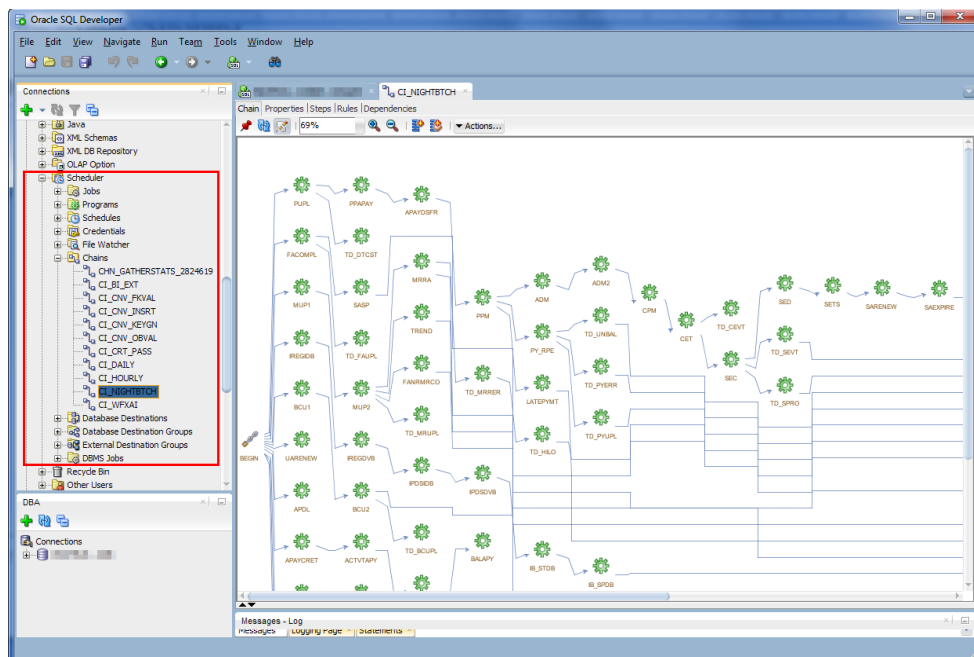 Oracle SQL Developer
File Edit View Navigate Run Team Tools Window Help
Connections
Java
XML Schemas
XML DB Repository
OLAP Option
Scheduler
Jobs
Programs
Schedules
Credentials
File Watcher
Chains
CHN_GATHERSTATS_2824619
CI_BI_EXT
CI_CNV_FKVAL
CI_CNV_INSRT
CI_CNV_KEYGN
CI_CNV_OBVAL
CI_CRT_PASS
CI_DAILY
CI_HOURLY
CI_NIGHTBTCH
CI_WFXAI
Database Destinations
Database Destination Groups
External Destination Groups
DBMS Jobs
Recycle Bin
Other Users
DBA
Connections
CI_NIGHTBTCH
Chain Properties Steps Rules Dependencies
69% Actions...
PUPL PPAPAY APAYDSFR
FACOMPL TD_DTCST MRRA ADM ADM2 SED SETS SARENEW SAEXPIRE
MUP1 SASP TREND PPM CPM TD_CEVT
IREGIDB TD_FAUPL FANRMRCD PY_RPE TD_UNBAL CET SEC TD_SEVT
BCU1 MUP2 TD_MRRER LATEPYMT TD_PYERR TD_SPRO
BEGIN UARENEW IREGDVB TD_MRUPL TD_HILO TD_PYUPL
APDL BCU2 IPDSIDB IPDSDVB
APAYCRET ACTVTAPY TD_BCUPL BALAPY IB_STDB IB_SPDB
Messages - Log
Messages Logging Page Statements